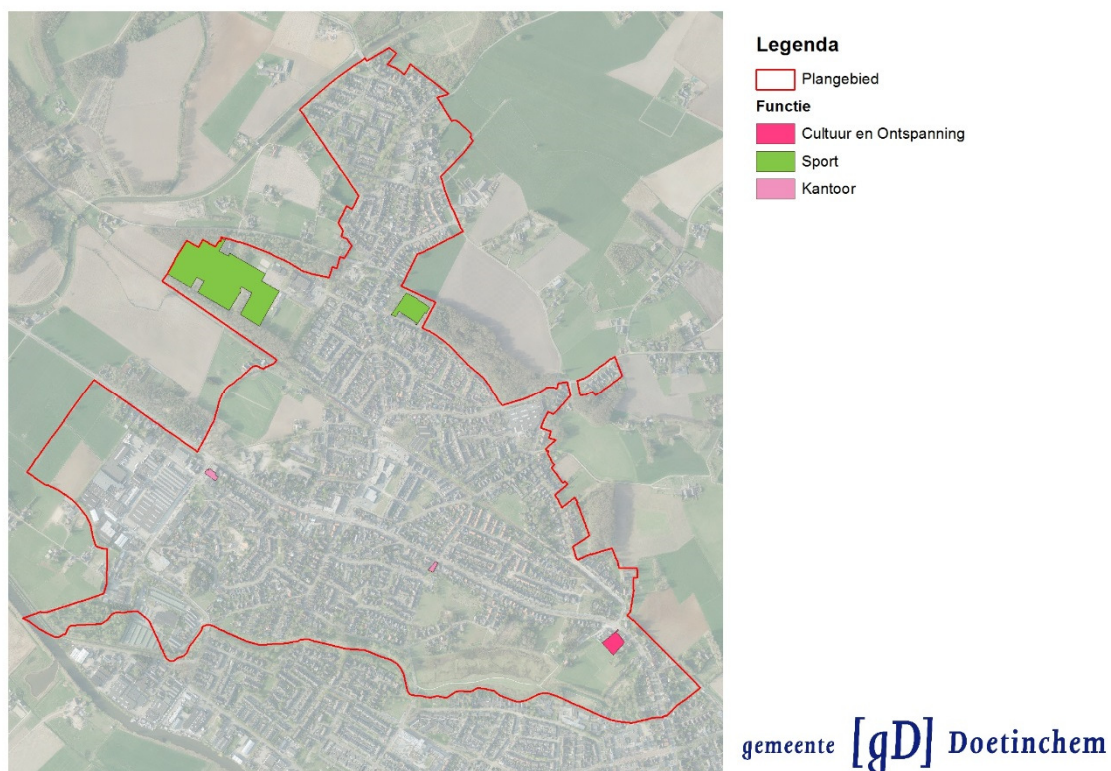 Legenda
Plangebied
Functie
Cultuur en Ontspanning
Sport
Kantoor
gemeente [gD] Doetinchem